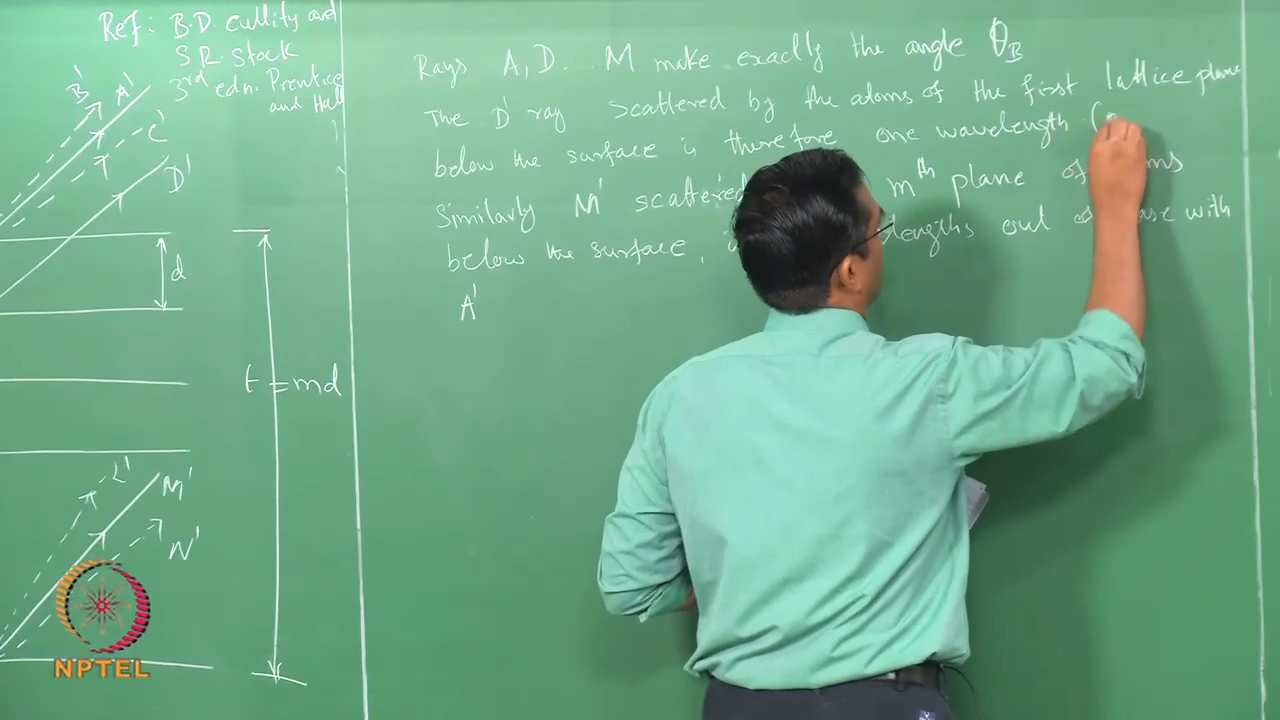 Ref: B.D. Cullity and
S.R. Stock
3rd edn. Prentice
and Hall
B'
A'
C'
D'
d
t = md
L'
M'
N'
NPTEL
Rays A, D ... M make exactly the angle θB
The D' ray scattered by the atoms of the first lattice plane
below the surface is therefore one wavelength (
Similarly M' scattered mth plane of
below the surface, out of with
A'